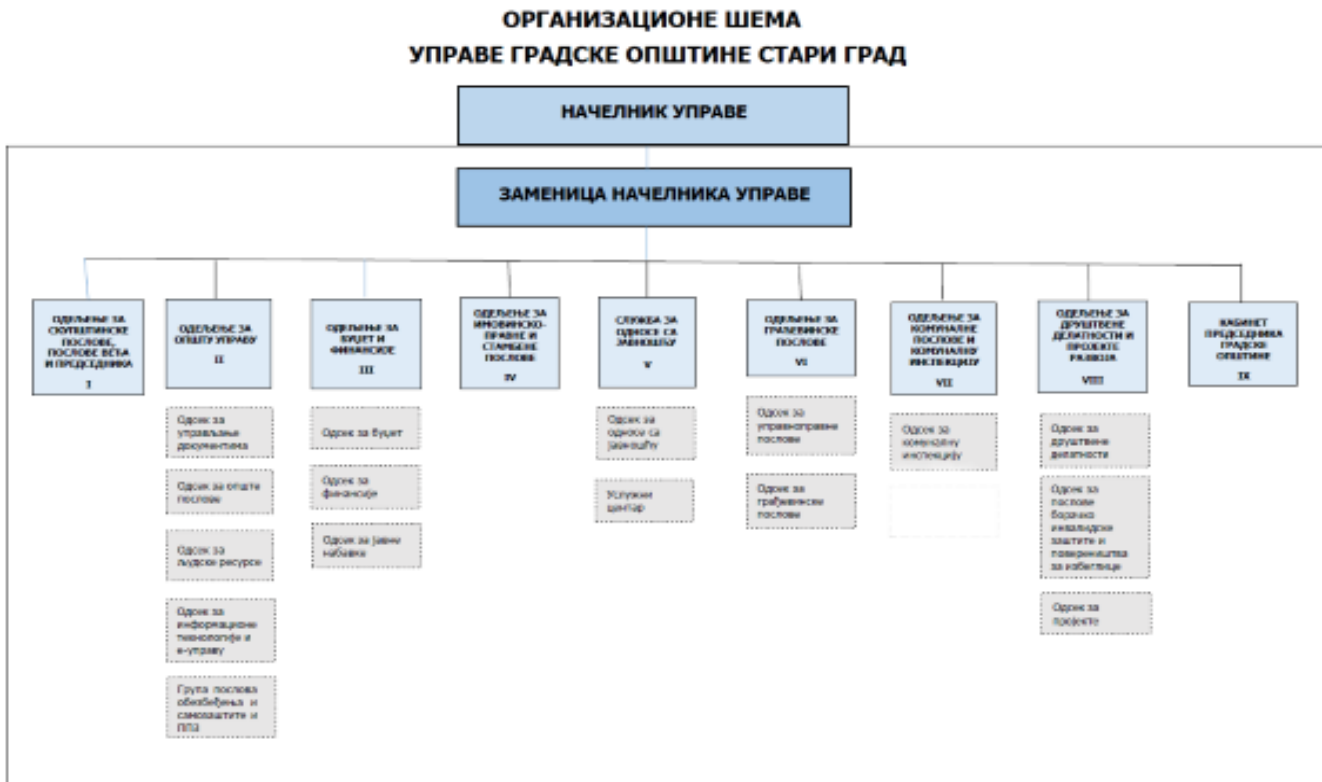 ОРГАНИЗАЦИОНЕ ШЕМА
УПРАВЕ ГРАДСКЕ ОПШТИНЕ СТАРИ ГРАД
НАЧЕЛНИК УПРАВЕ
ЗАМЕНИЦА НАЧЕЛНИКА УПРАВЕ
ОДЕЉЕЊЕ ЗА
СКУПШТИНСКЕ
ПОСЛОВЕ,
ПОСЛОВЕ ВЕЋА
И ПРЕДСЕДНИКА
I
ОДЕЉЕЊЕ ЗА
ОПШТУ УПРАВУ
II
ОДЕЉЕЊЕ ЗА
БУЏЕТ И
ФИНАНСИЈЕ
III
ОДЕЉЕЊЕ ЗА
ИМОВИНСКО-
ПРАВНЕ И
СТАМБЕНЕ
ПОСЛОВЕ
IV
СЛУЖБА ЗА
ОДНОСЕ СА
ЈАВНОШЋУ
V
ОДЕЉЕЊЕ ЗА
ГРАЂЕВИНСКЕ
ПОСЛОВЕ
VI
ОДЕЉЕЊЕ ЗА
КОМУНАЛНЕ
ПОСЛОВЕ И
КОМУНАЛНУ
ИНСПЕКЦИЈУ
VII
ОДЕЉЕЊЕ ЗА
ДРУШТВЕНЕ
ДЕЛАТНОСТИ И
ПРОЈЕКТЕ
РАЗВОЈА
VIII
КАБИНЕТ
ПРЕДСЕДНИКА
ГРАДСКЕ
ОПШТИНЕ
IX
Одсек за
управљање
документима
Одсек за опште
послове
Одсек за
људске ресурсе
Одсек за
информационе
технологије и
е-управу
Група послова
обезбеђења и
самозаштите и
ППЗ
Одсек за буџет
Одсек за
финансије
Одсек за јавне
набавке
Одсек за
односе са
јавношћу
Услужни
центар
Одсек за
управноправне
послове
Одсек за
грађевински
послови
Одсек за
комуналну
инспекцију
Одсек за
друштвене
делатности
Одсек за
послове
борачко
инвалидске
заштите и
повереништва
за избеглице
Одсек за
пројекте